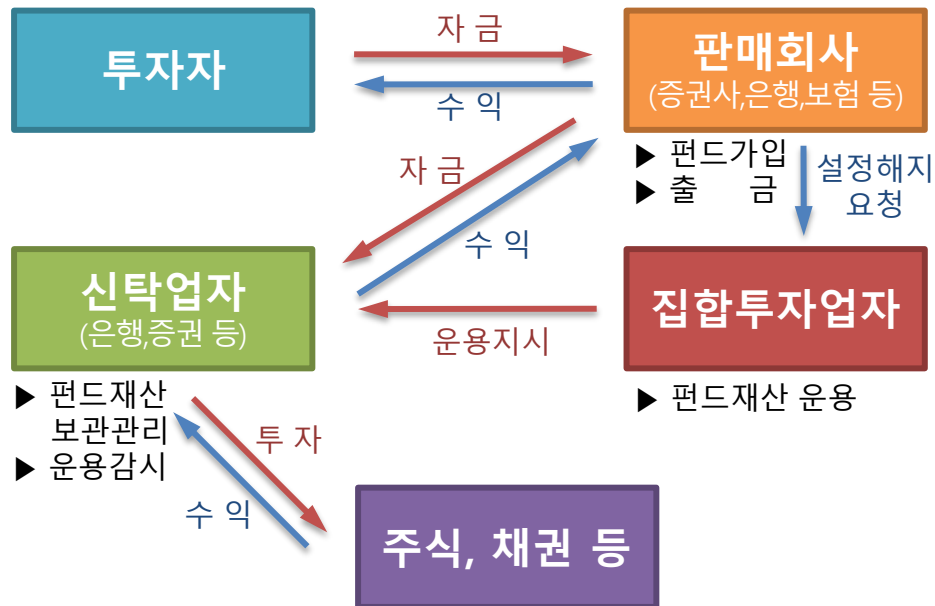 투자자
자 금
수 익
판매회사
(증권사,은행,보험 등)
▶ 펀드가입
▶ 출 금
설정해지
요청
자 금
수 익
신탁업자
(은행,증권 등)
운용지시
집합투자업자
▶ 펀드재산
보관관리
▶ 운용감시
▶ 펀드재산 운용
투 자
수 익
주식, 채권 등